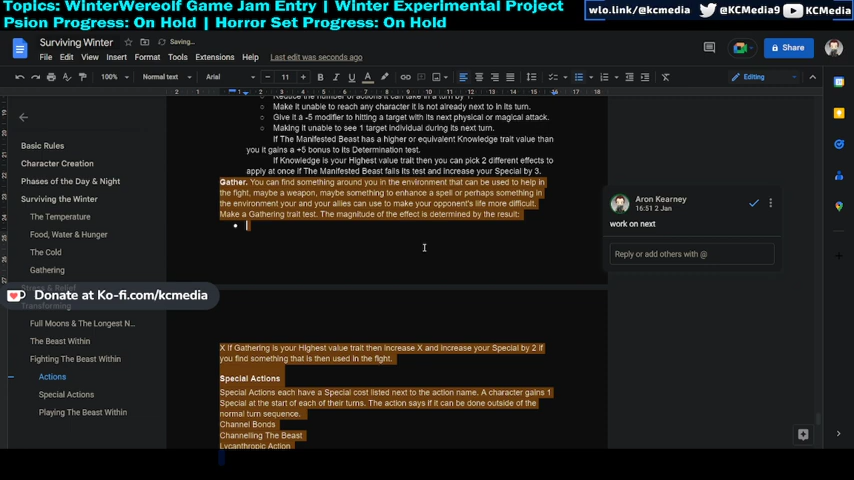 Topics: WinterWereolf Game Jam Entry | Winter Experimental Project
Psion Progress: On Hold | Horror Set Progress: On Hold
wlo.link/@kcmedia
@KCMedia9
KCMedia
Surviving Winter
Saving...
File Edit View Insert Format Tools Extensions Help Last edit was seconds ago
Share
100% Normal text Arial 11 Editing
Basic Rules
Character Creation
Phases of the Day & Night
Surviving the Winter
The Temperature
Food, Water & Hunger
The Cold
Gathering
Donate at Ko-fi.com/kcmedia
Transforming
Full Moons & The Longest N...
The Beast Within
Fighting The Beast Within
Actions
Special Actions
Playing The Beast Within
Reduce the number of actions it can take in a turn by 1.
Make it unable to reach any character it is not already next to in its turn.
Give it a -5 modifier to hitting a target with its next physical or magical attack.
Making it unable to see 1 target individual during its next turn.
If The Manifested Beast has a higher or equivalent Knowledge trait value than
you it gains a +5 bonus to its Determination test.
If Knowledge is your Highest value trait then you can pick 2 different effects to
apply at once if The Manifested Beast fails its test and increase your Special by 3.
Gather. You can find something around you in the environment that can be used to help in
the fight, maybe a weapon, maybe something to enhance a spell or perhaps something in
the environment your and your allies can use to make your opponent's life more difficult.
Make a Gathering trait test. The magnitude of the effect is determined by the result:
X If Gathering is your Highest value trait then increase X and increase your Special by 2 if
you find something that is then used in the fight.
Special Actions
Special Actions each have a Special cost listed next to the action name. A character gains 1
Special at the start of each of their turns. The action says if it can be done outside of the
normal turn sequence.
Channel Bonds
Channelling The Beast
Lycanthropic Action
Aron Kearney
16:51 2 Jan
work on next
Reply or add others with @